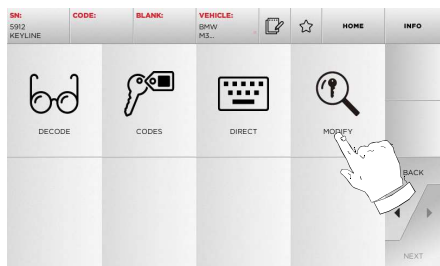 SN:
5912
KEYLINE
CODE:
BLANK:
VEHICLE:
BMW
M3...
HOME
INFO
DECODE
CODES
DIRECT
MODIFY
BACK
NEXT